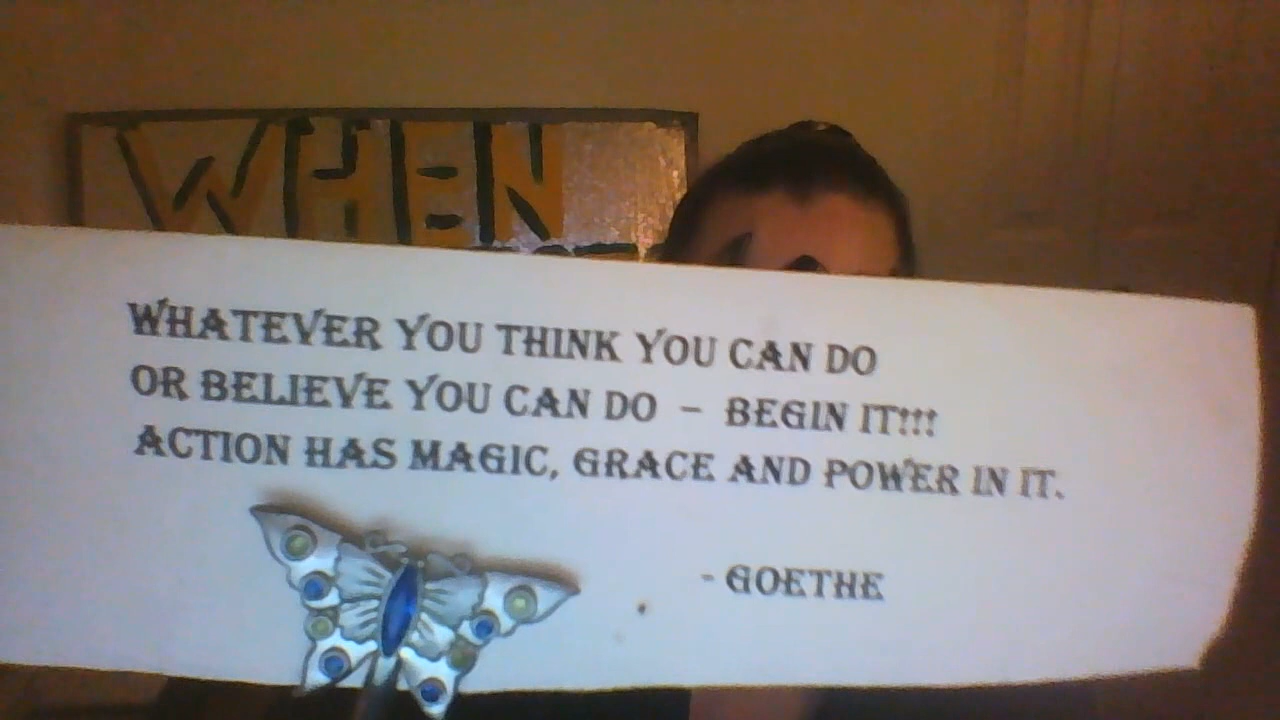 WHEN
WHATEVER YOU THINK YOU CAN DO
OR BELIEVE YOU CAN DO – BEGIN IT!!!
ACTION HAS MAGIC, GRACE AND POWER IN IT.
- GOETHE